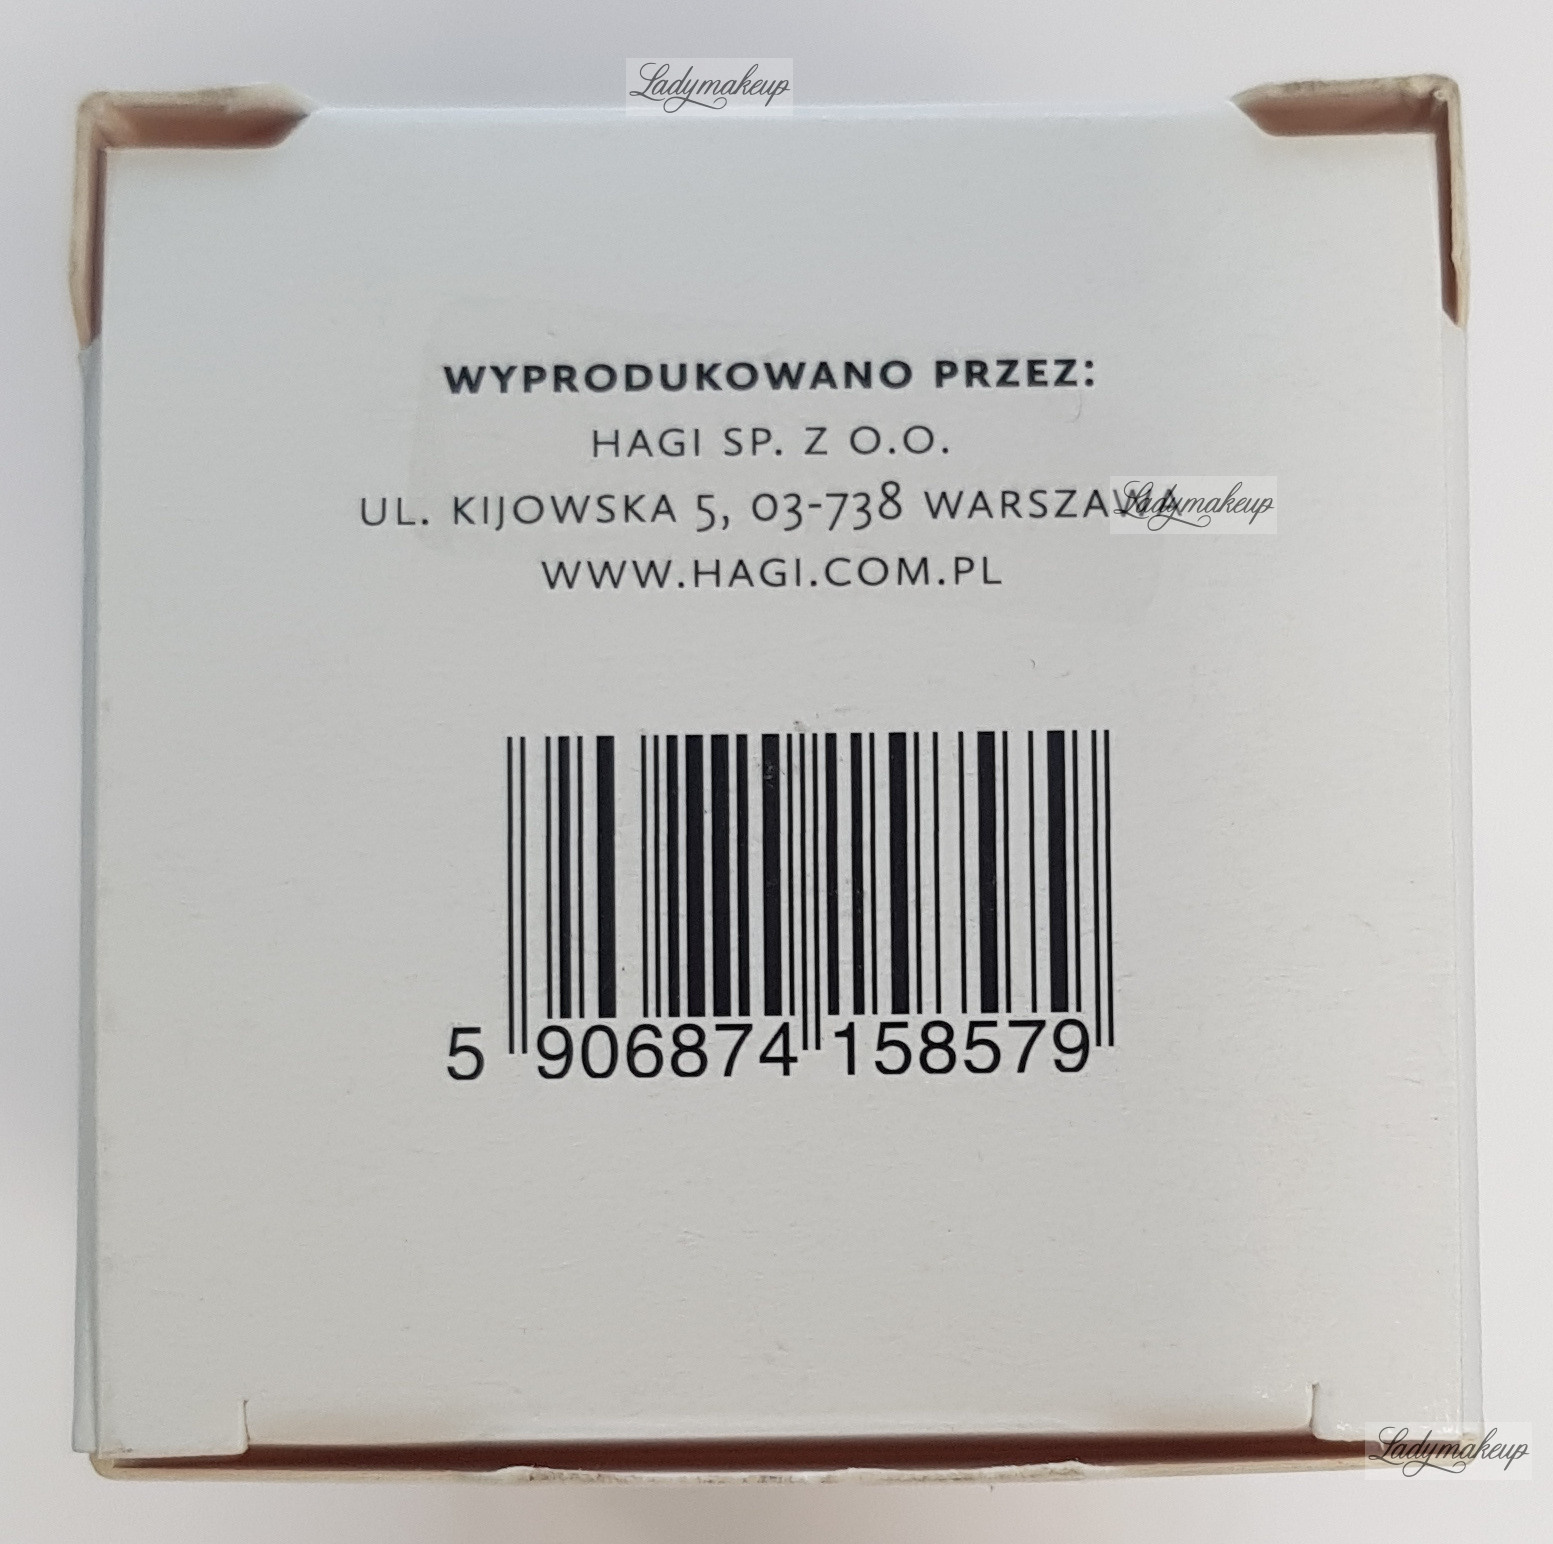 Ladymakeup
WYPRODUKOWANO PRZEZ:
HAGI SP. Z O.O.
UL. KIJOWSKA 5, 03-738 WARSZAWA
Ladymakeup
WWW.HAGI.COM.PL
5 906874 158579
Ladymakeup